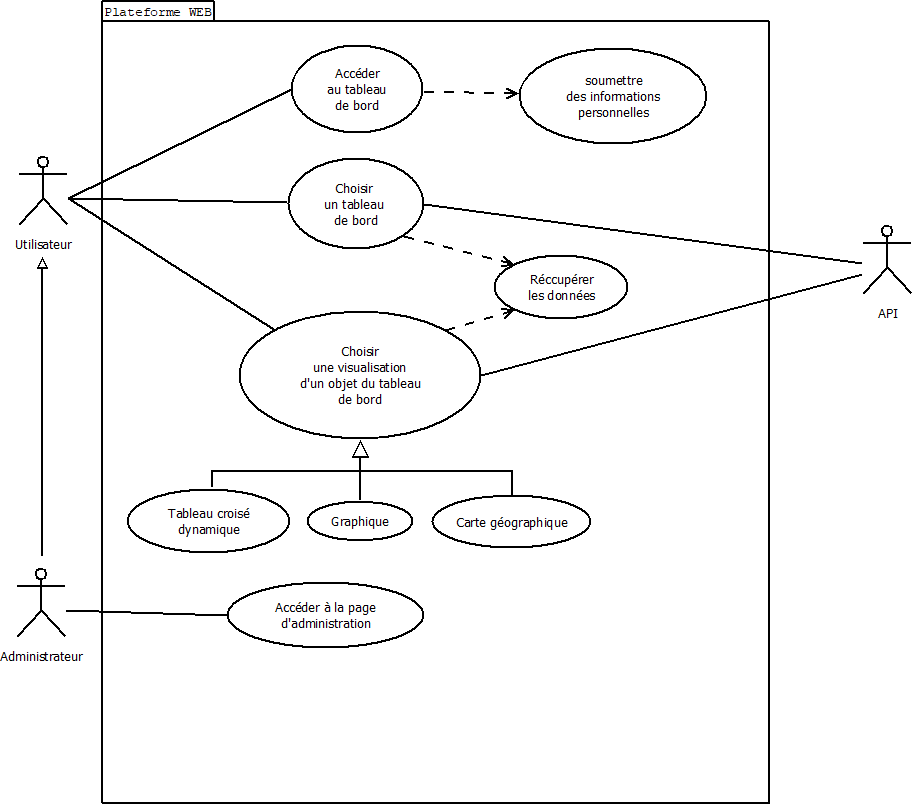 Plateforme WEB
Accéder
au tableau
de bord
soumettre
des informations
personnelles
Choisir
un tableau
de bord
Utilisateur
Réccupérer
les données
API
Choisir
une visualisation
d'un objet du tableau
de bord
Tableau croisé
dynamique
Graphique
Carte géographique
Accéder à la page
d'administration
Administrateur